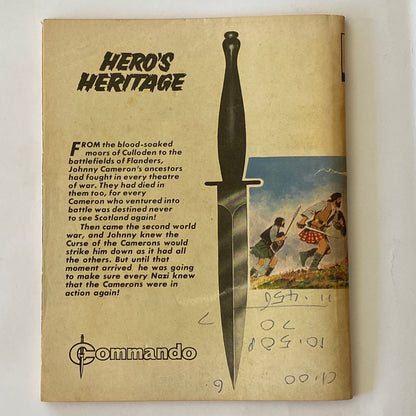 HERO'S
HERITAGE
FROM the blood-soaked
moors of Culloden to the
battlefields of Flanders,
Johnny Cameron's ancestors
had fought in every theatre
of war. They had died in
them too, for every
Cameron who ventured into
battle was destined never
to see Scotland again!
Then came the second world
war, and Johnny knew the
Curse of the Camerons would
strike him down as it had all
the others. But until that
moment arrived he was going
to make sure every Nazi knew
that the Camerons were in
action again!
Commando
70